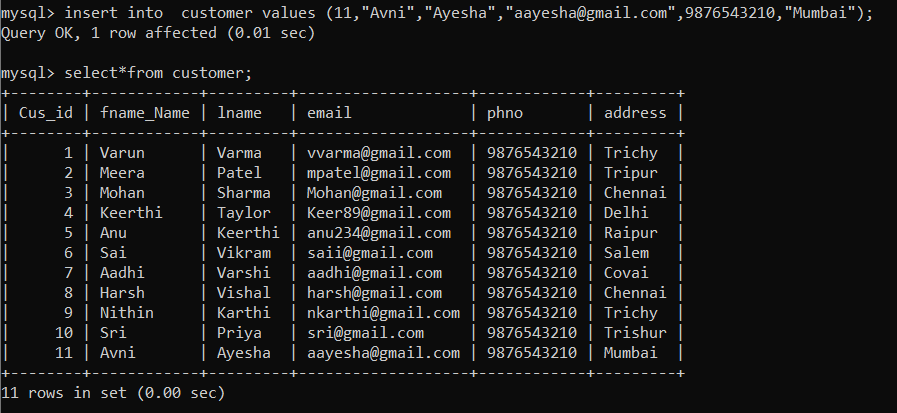 mysql> insert into  customer values (11,"Avni","Ayesha","aayesha@gmail.com",9876543210,"Mumbai");
Query OK, 1 row affected (0.01 sec)
mysql> select*from customer;
+--------+------------+---------+-------------------+------------+---------+
| Cus_id | fname_Name | lname   | email             | phno       | address |
+--------+------------+---------+-------------------+------------+---------+
|      1 | Varun      | Varma   | vvarma@gmail.com  | 9876543210 | Trichy  |
|      2 | Meera      | Patel   | mpatel@gmail.com  | 9876543210 | Tripur  |
|      3 | Mohan      | Sharma  | Mohan@gmail.com   | 9876543210 | Chennai |
|      4 | Keerthi    | Taylor  | Keer89@gmail.com  | 9876543210 | Delhi   |
|      5 | Anu        | Keerthi | anu234@gmail.com  | 9876543210 | Raipur  |
|      6 | Sai        | Vikram  | saii@gmail.com    | 9876543210 | Salem   |
|      7 | Aadhi      | Varshi  | aadhi@gmail.com   | 9876543210 | Covai   |
|      8 | Harsh      | Vishal  | harsh@gmail.com   | 9876543210 | Chennai |
|      9 | Nithin     | Karthi  | nkarthi@gmail.com | 9876543210 | Trichy  |
|     10 | Sri        | Priya   | sri@gmail.com     | 9876543210 | Trishur |
|     11 | Avni       | Ayesha  | aayesha@gmail.com | 9876543210 | Mumbai  |
+--------+------------+---------+-------------------+------------+---------+
11 rows in set (0.00 sec)